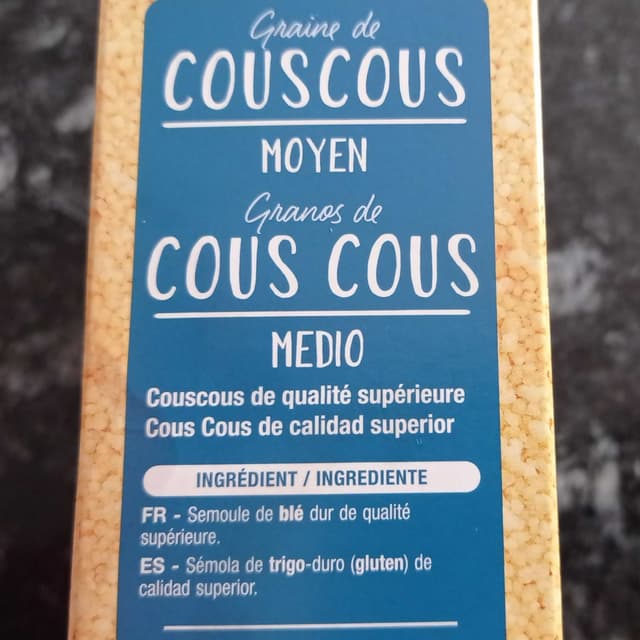 Graine de
COUSCOUS
MOYEN
Granos de
COUS COUS
MEDIO
Couscous de qualité supérieure
Cous Cous de calidad superior
INGRÉDIENT / INGREDIENTE
FR - Semoule de blé dur de qualité
supérieure.
ES - Sémola de trigo-duro (gluten) de
calidad superior.